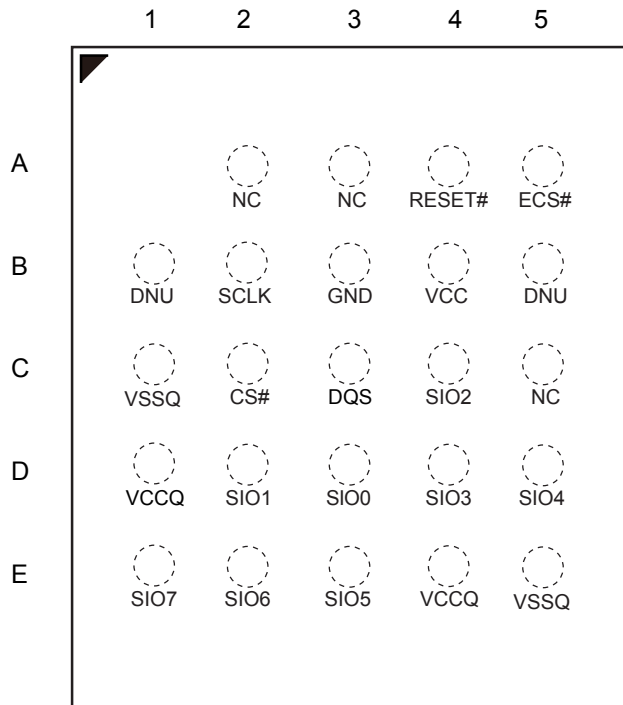 1 2 3 4 5
A
NC NC RESET# ECS#
B
DNU SCLK GND VCC DNU
C
VSSQ CS# DQS SIO2 NC
D
VCCQ SIO1 SIO0 SIO3 SIO4
E
SIO7 SIO6 SIO5 VCCQ VSSQ